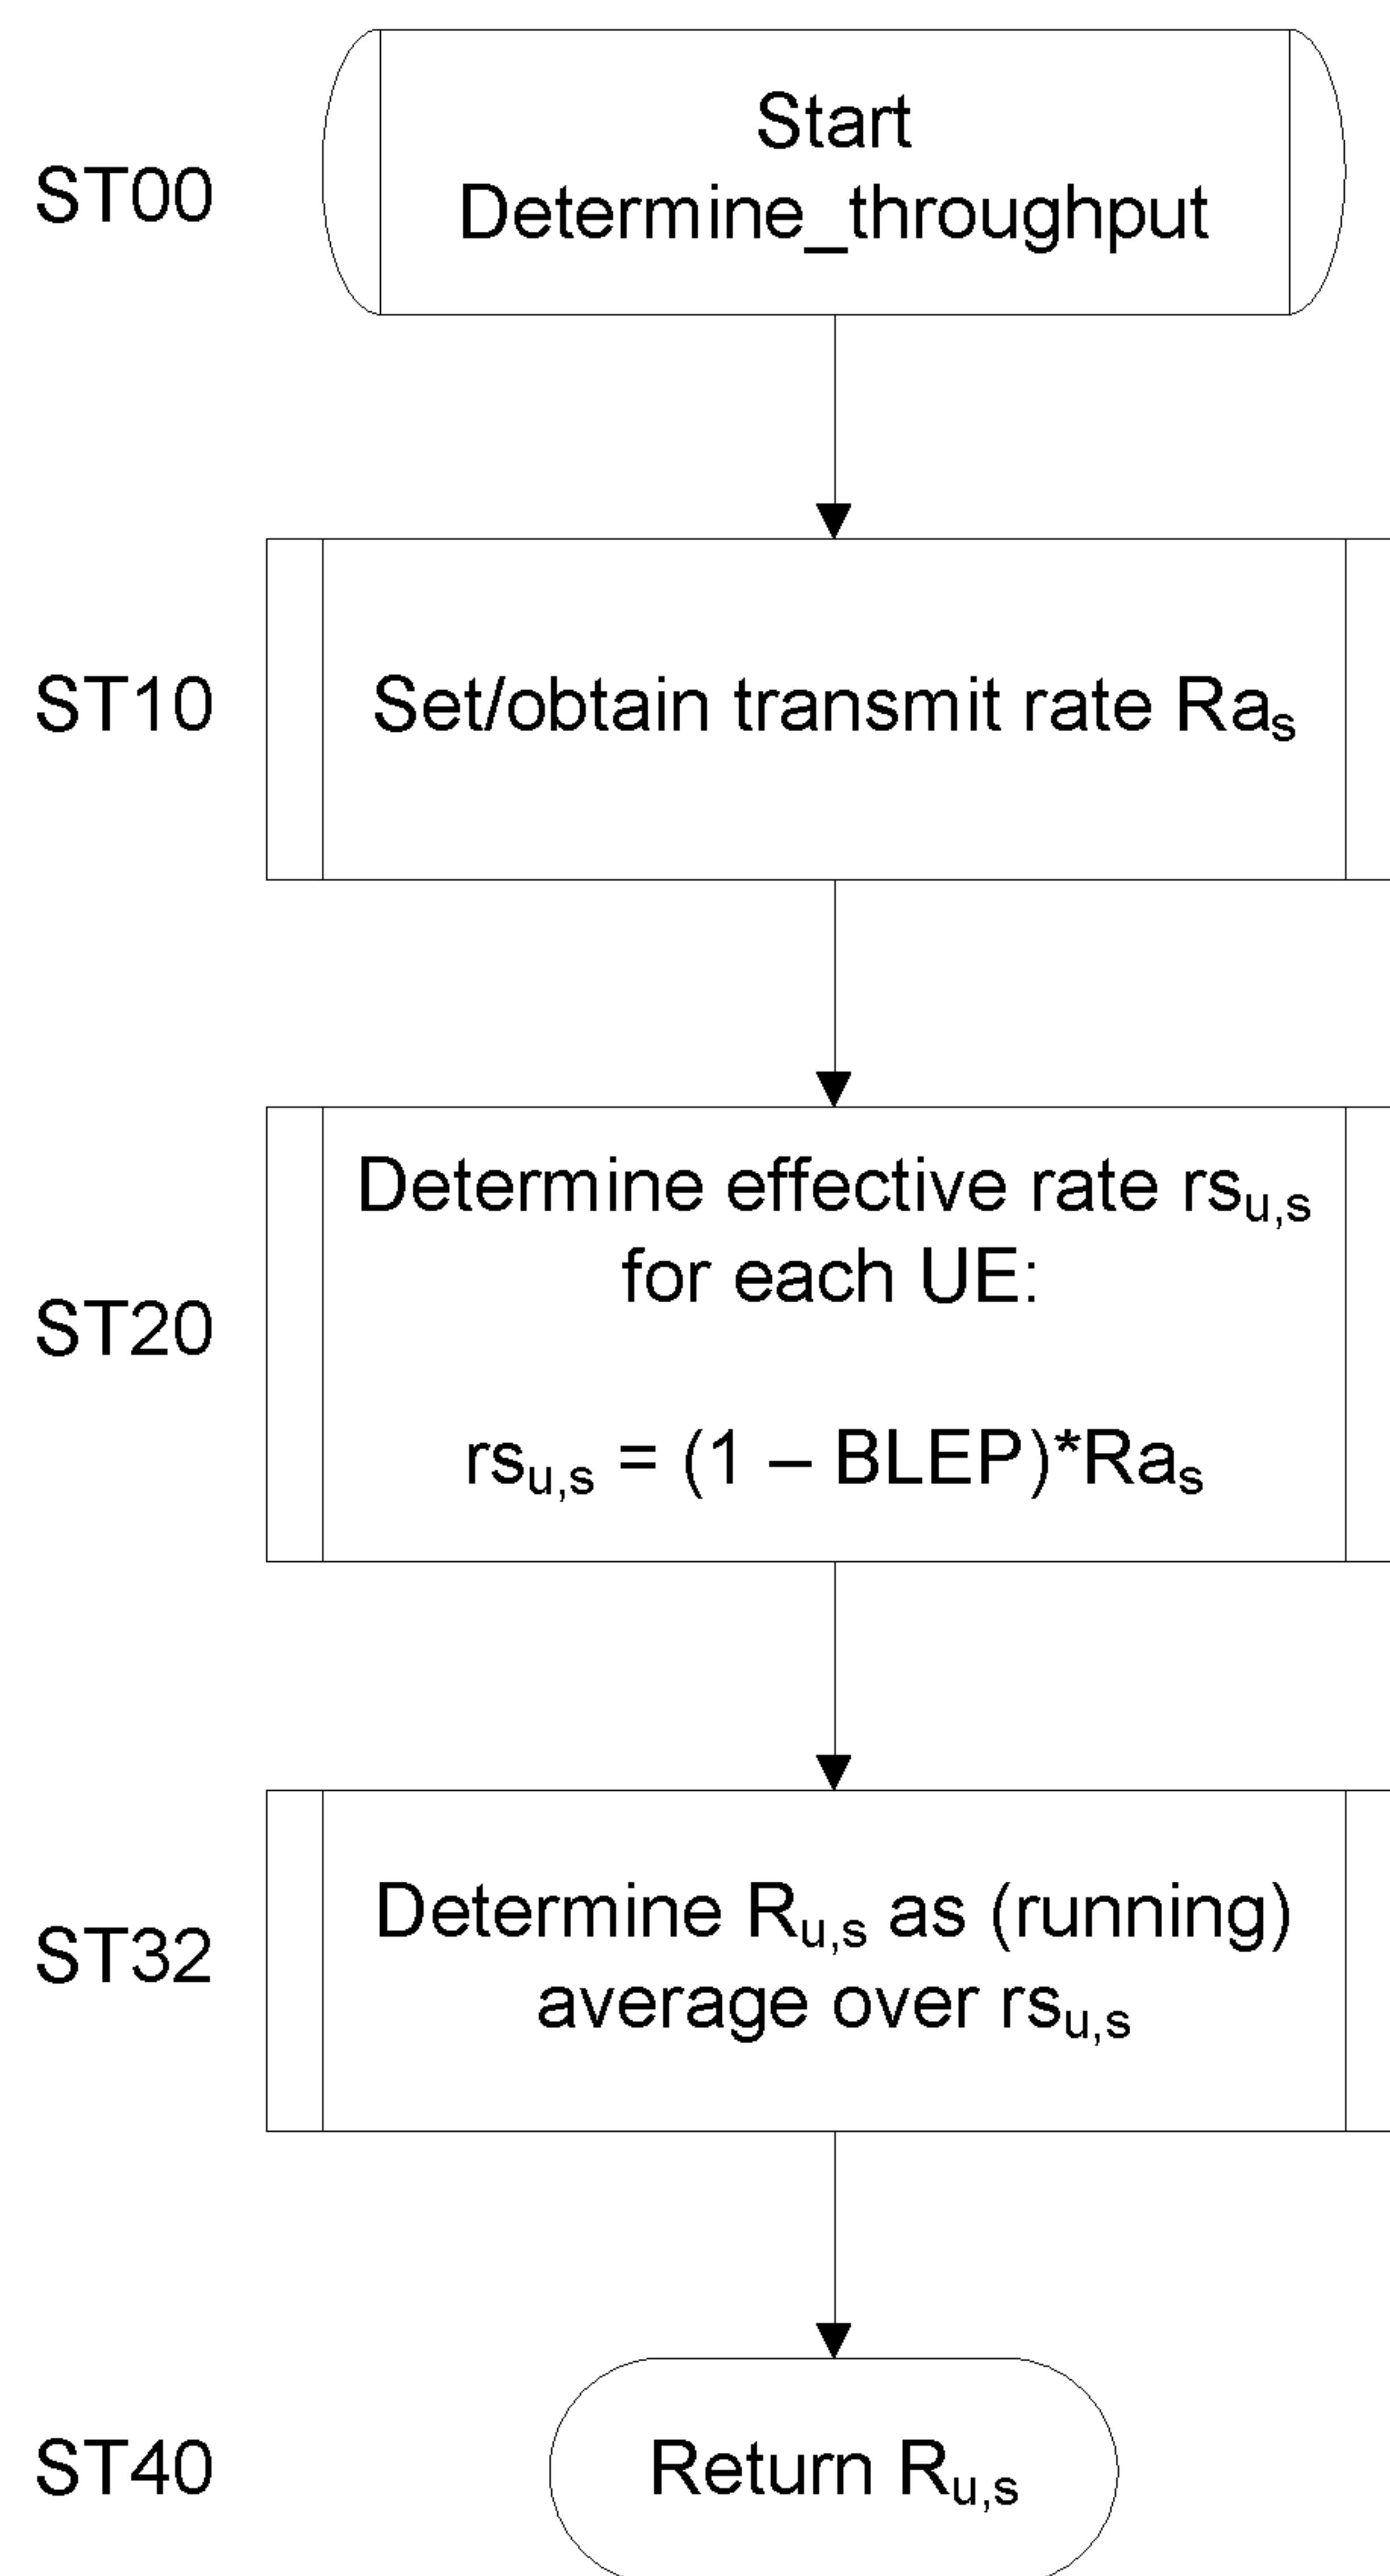 ST00
Start
Determine_throughput
ST10
Set/obtain transmit rate Raₛ
ST20
Determine effective rate rsᵤ,ₛ
for each UE:
rsᵤ,ₛ = (1 – BLEP)*Raₛ
ST32
Determine Rᵤ,ₛ as (running)
average over rsᵤ,ₛ
ST40
Return Rᵤ,ₛ